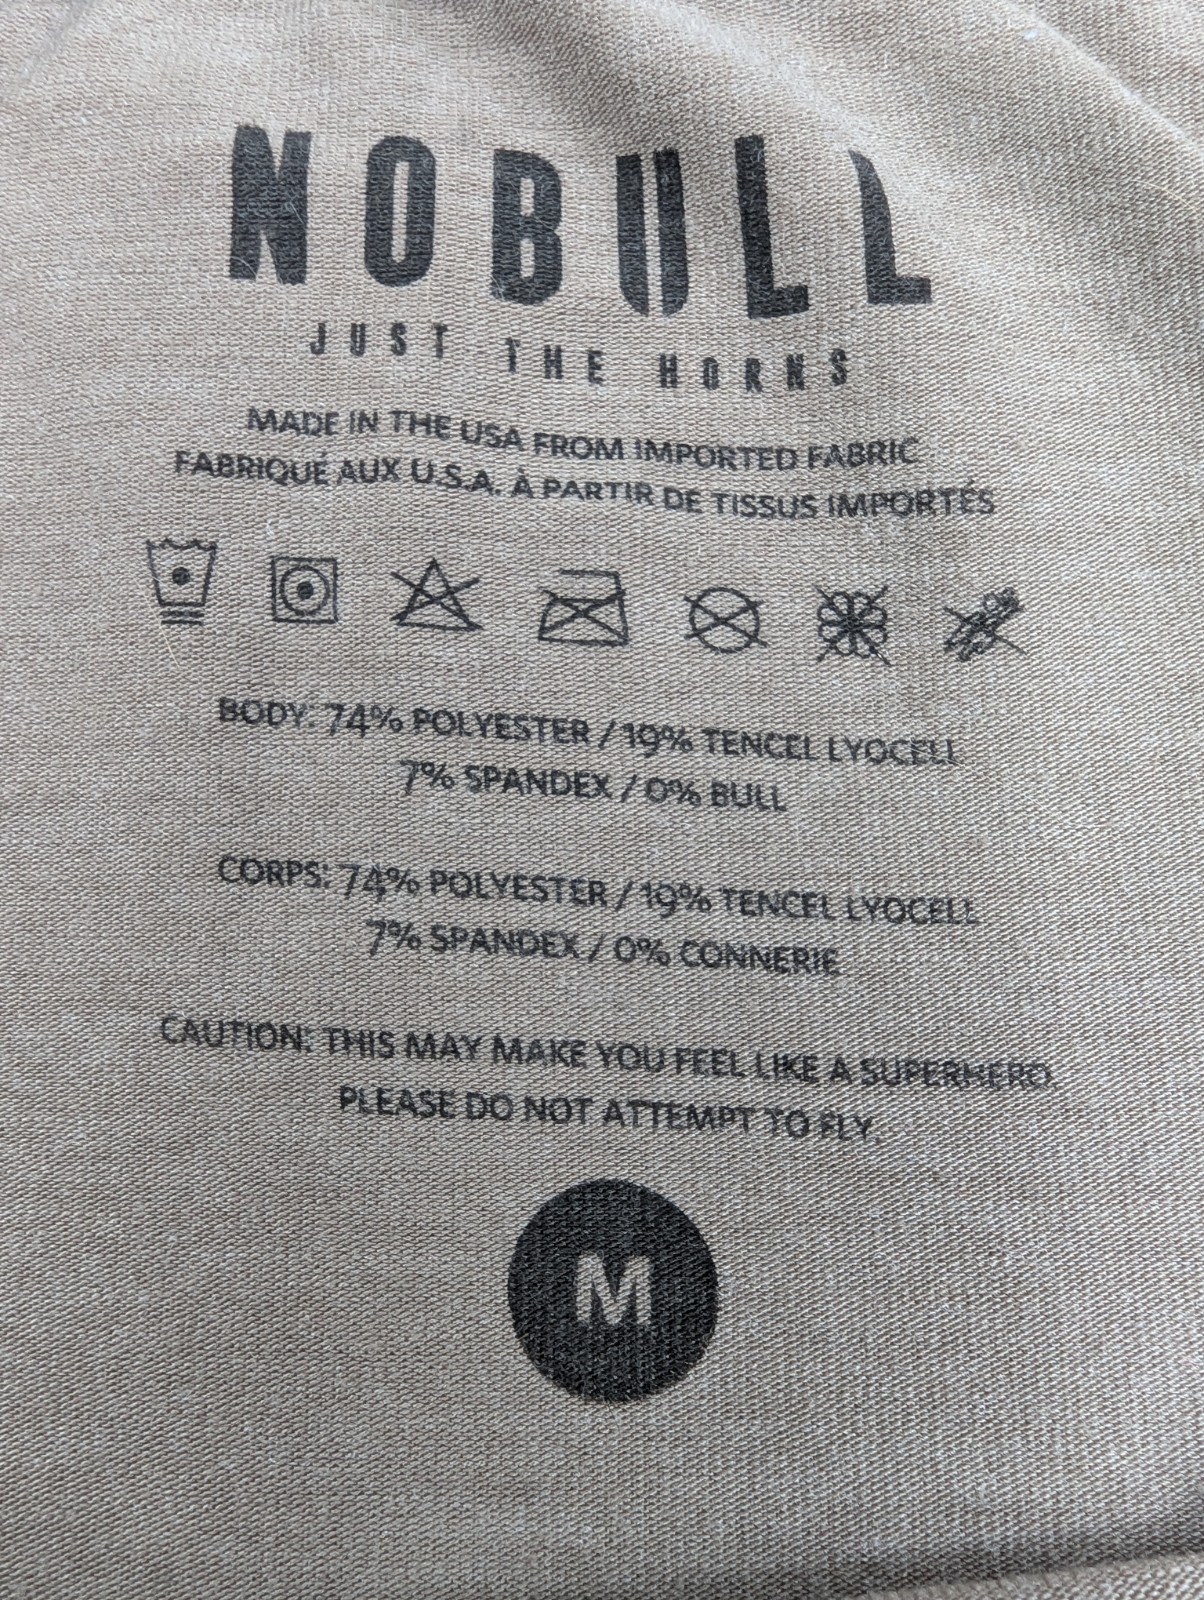 NOBULL
JUST THE HORNS
MADE IN THE USA FROM IMPORTED FABRIC
FABRIQUÉ AUX U.S.A. À PARTIR DE TISSUS IMPORTÉS
BODY: 74% POLYESTER / 19% TENCEL LYOCELL
7% SPANDEX / 0% BULL
CORPS: 74% POLYESTER / 19% TENCEL LYOCELL
7% SPANDEX / 0% CONNERIE
CAUTION: THIS MAY MAKE YOU FEEL LIKE A SUPERHERO.
PLEASE DO NOT ATTEMPT TO FLY.
M